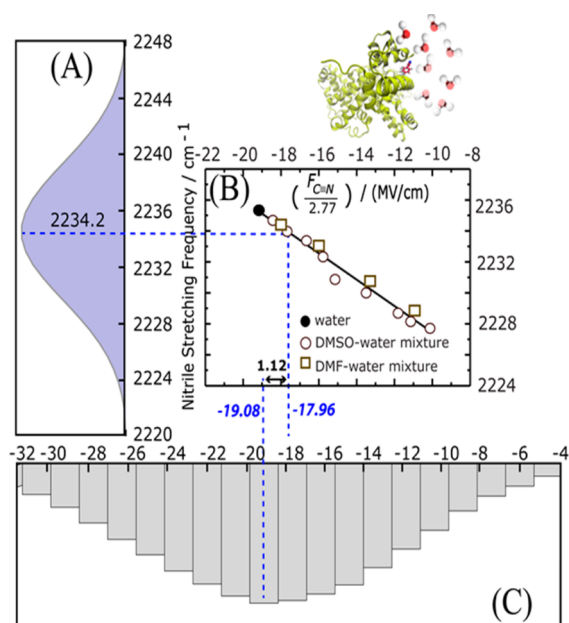 2248
(A)
2244
2240
2236
2234.2
2232
2228
2224
2220
Nitrile Stretching Frequency / cm -1
-22 -20 -18 -16 -14 -12 -10 -8
(B)
(F C≡N / 2.77) / (MV/cm)
2236
2232
2228
2224
water
DMSO-water mixture
DMF-water mixture
1.12
-19.08
-17.96
-32 -30 -28 -26 -24 -22 -20 -18 -16 -14 -12 -10 -8 -6 -4
(C)